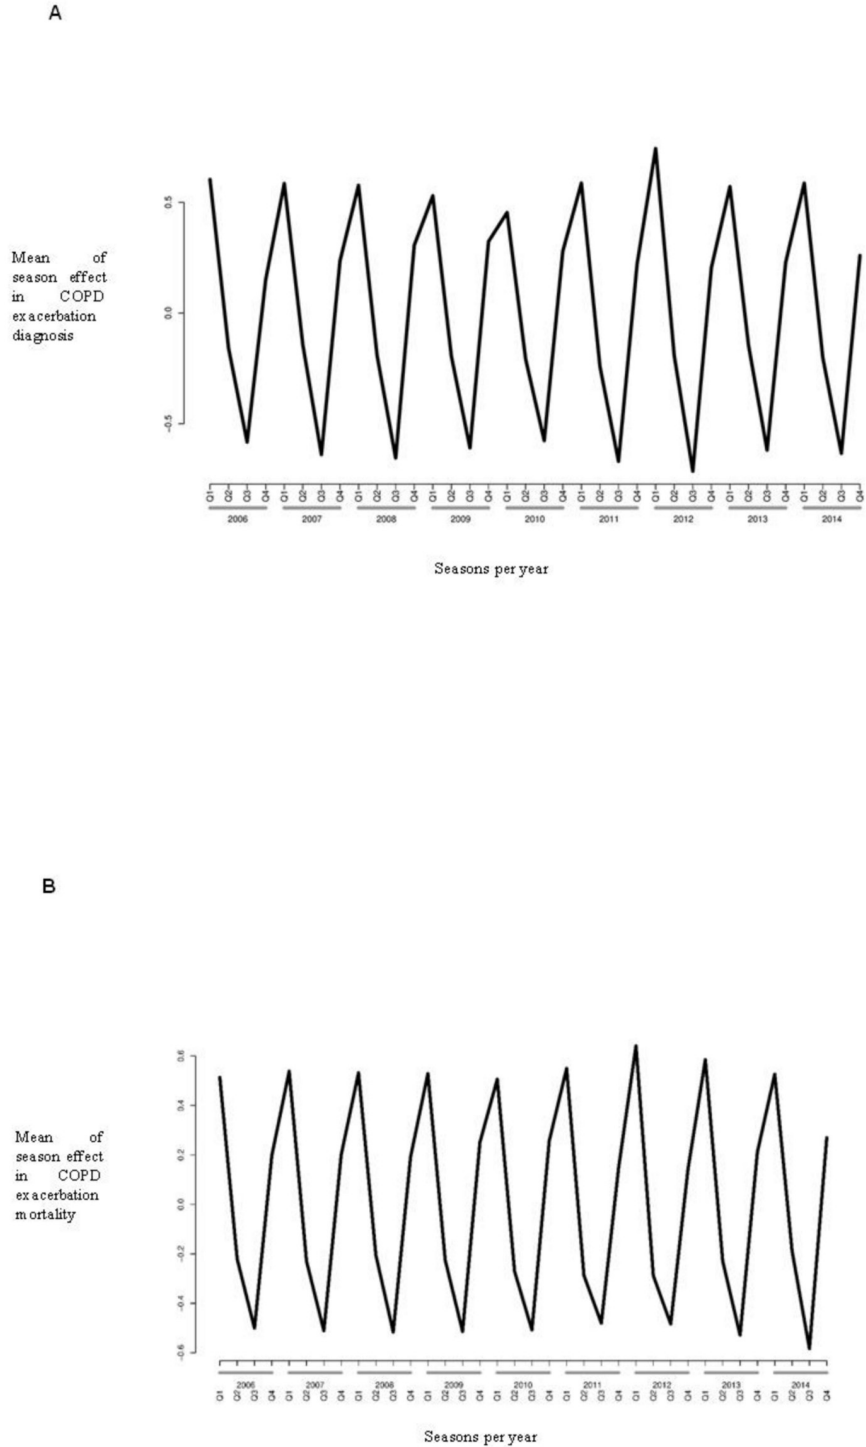 A
Mean of
season effect
in COPD
exacerbation
diagnosis
0.5
0.0
-0.5
Q1 Q2 Q3 Q4 Q1 Q2 Q3 Q4 Q1 Q2 Q3 Q4 Q1 Q2 Q3 Q4 Q1 Q2 Q3 Q4 Q1 Q2 Q3 Q4 Q1 Q2 Q3 Q4 Q1 Q2 Q3 Q4 Q1 Q2 Q3 Q4
2006 2007 2008 2009 2010 2011 2012 2013 2014
Seasons per year
B
Mean of
season effect
in COPD
exacerbation
mortality
0.6
0.4
0.2
0.0
-0.2
-0.4
-0.6
2006 2007 2008 2009 2010 2011 2012 2013 2014
Q1 Q2 Q3 Q4 Q1 Q2 Q3 Q4 Q1 Q2 Q3 Q4 Q1 Q2 Q3 Q4 Q1 Q2 Q3 Q4 Q1 Q2 Q3 Q4 Q1 Q2 Q3 Q4 Q1 Q2 Q3 Q4 Q1 Q2 Q3 Q4
Seasons per year